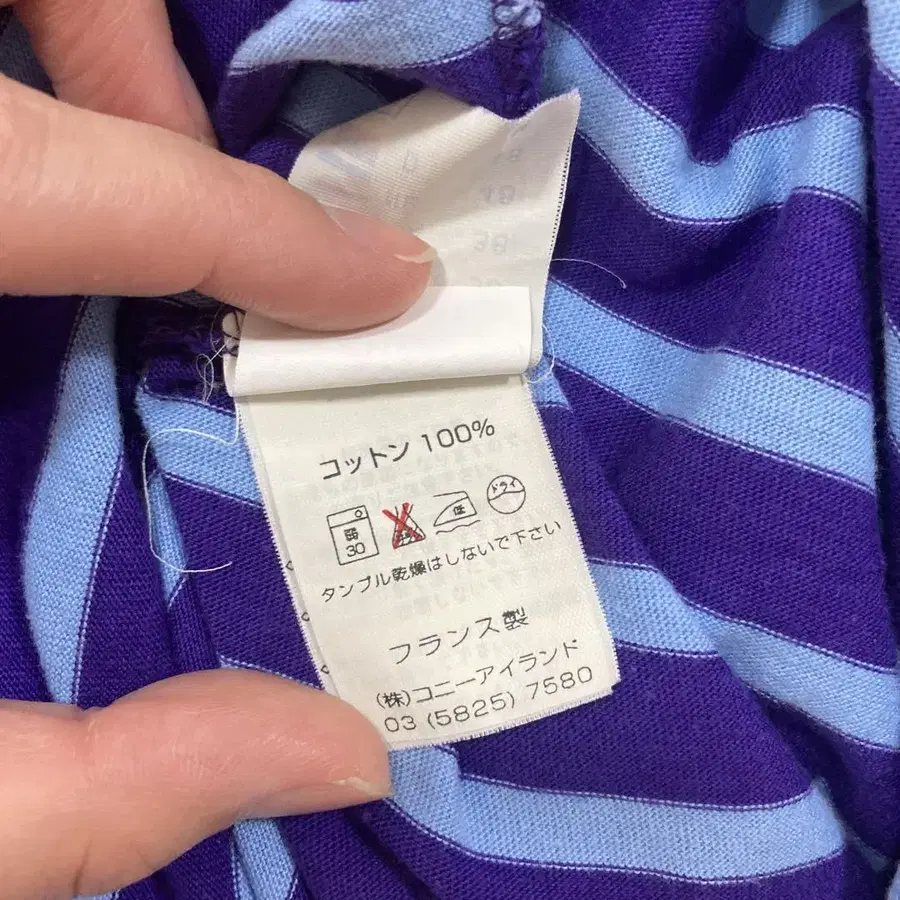 コットン 100%
弱 30 低 ドライ
タンブル乾燥はしないで下さい
フランス製
(株)コニーアイランド
03 (5825) 7580